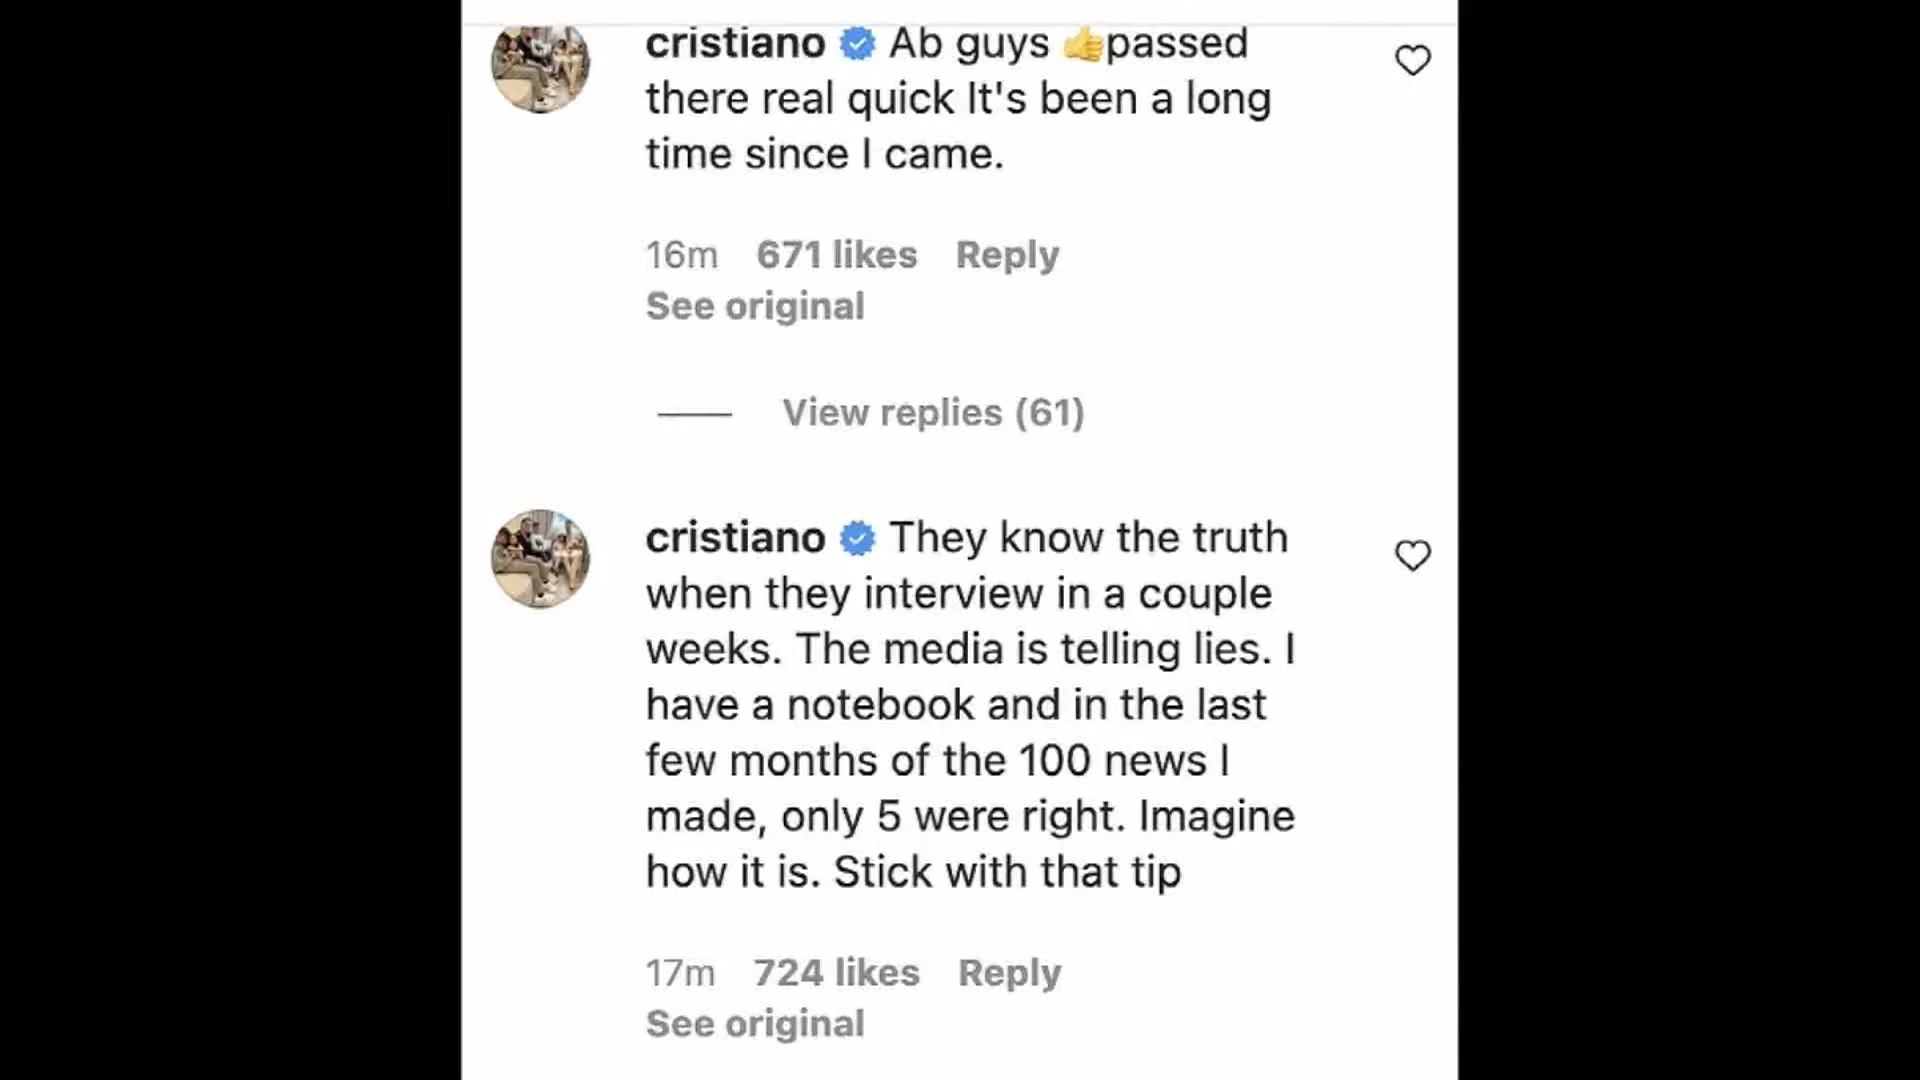 cristiano Ab guys 👍passed
there real quick It's been a long
time since I came.
16m 671 likes Reply
See original
View replies (61)
cristiano They know the truth
when they interview in a couple
weeks. The media is telling lies. I
have a notebook and in the last
few months of the 100 news I
made, only 5 were right. Imagine
how it is. Stick with that tip
17m 724 likes Reply
See original